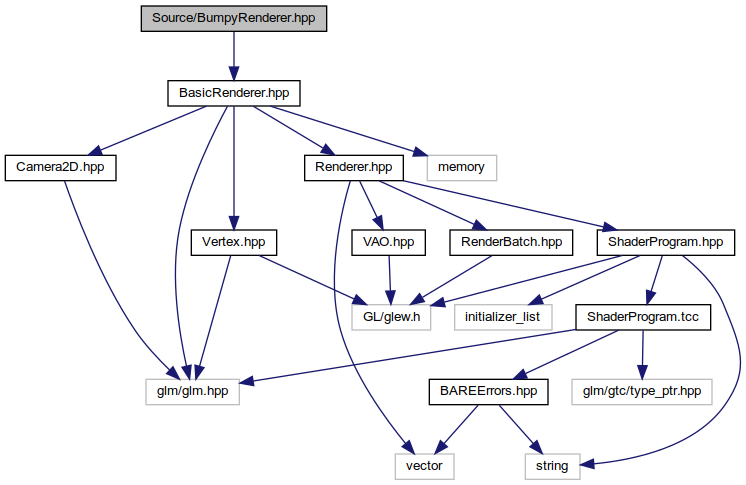 Source/BumpyRenderer.hpp
BasicRenderer.hpp
Camera2D.hpp
Renderer.hpp
memory
Vertex.hpp
VAO.hpp
RenderBatch.hpp
ShaderProgram.hpp
GL/glew.h
initializer_list
ShaderProgram.tcc
glm/glm.hpp
BAREErrors.hpp
glm/gtc/type_ptr.hpp
vector
string